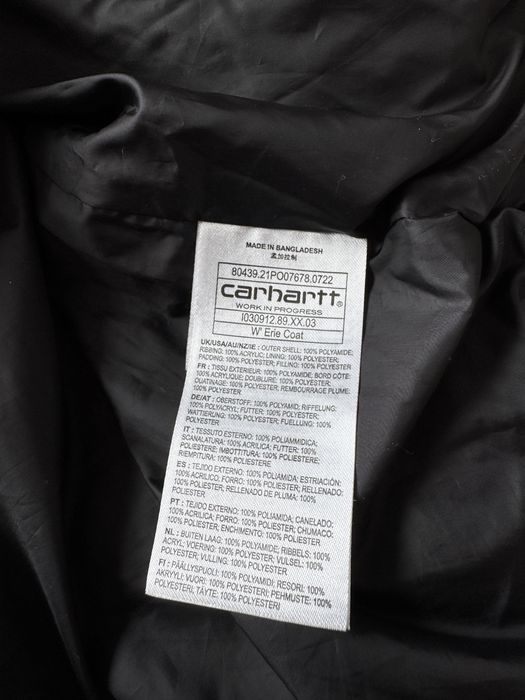 MADE IN BANGLADESH
孟加拉制
80439.21PO07678.0722
carhartt®
WORK IN PROGRESS
I030912.89.XX.03
W' Erie Coat
UK/USA/AU/NZ/IE : OUTER SHELL: 100% POLYAMIDE;
RIBBING: 100% ACRYLIC; LINING: 100% POLYESTER;
PADDING: 100% POLYESTER; FILLING: 100% POLYESTER
FR : TISSU EXTERIEUR: 100% POLYAMIDE; BORD CÔTE:
100% ACRYLIQUE; DOUBLURE: 100% POLYESTER;
OUATINAGE: 100% POLYESTER; REMBOURRAGE PLUME:
100% POLYESTER
DE/AT : OBERSTOFF: 100% POLYAMID; RIFFELUNG:
100% POLYACRYL; FUTTER: 100% POLYESTER;
WATTIERUNG: 100% POLYESTER; FUELLUNG: 100%
POLYESTER
IT : TESSUTO ESTERNO: 100% POLIAMMIDICA;
SCANALATURA: 100% ACRILICA; FUTTER: 100%
POLIESTERE; IMBOTTITURA: 100% POLIESTERE;
RIEMPITURA: 100% POLIESTERE
ES : TEJIDO EXTERNO: 100% POLIAMIDA; ESTRIACIÓN:
100% ACRILICO; FORRO: 100% POLIESTER; RELLENADO:
100% POLIESTER; RELLENADO DE PLUMA: 100%
POLIESTER
PT : TEJIDO EXTERNO: 100% POLIAMIDA; CANELADO:
100% ACRILICA; FORRO: 100% POLIESTER; CHUMACO:
100% POLIESTER; ENCHIMENTO: 100% POLIESTER
NL : BUITEN LAAG: 100% POLYAMIDE; RIBBELS: 100%
ACRYL; VOERING: 100% POLYESTER; VULSEL: 100%
POLYESTER; VULLING: 100% POLYESTER
FI : PÄÄLLYSPUOLI: 100% POLYAMIDI; RESORI: 100%
AKRYYLI; VUORI: 100% POLYESTERI; PEHMUSTE: 100%
POLYESTERI; TÄYTE: 100% POLYESTERI